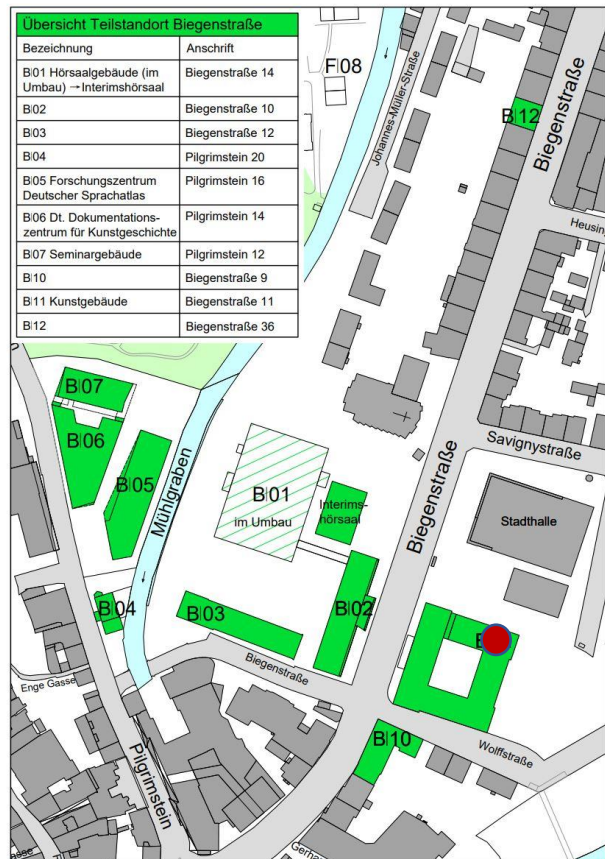 Übersicht Teilstandort Biegenstraße
Bezeichnung Anschrift
B|01 Hörsaalgebäude (im Umbau) → Interimshörsaal Biegenstraße 14
B|02 Biegenstraße 10
B|03 Biegenstraße 12
B|04 Pilgrimstein 20
B|05 Forschungszentrum Deutscher Sprachatlas Pilgrimstein 16
B|06 Dt. Dokumentations-
zentrum für Kunstgeschichte Pilgrimstein 14
B|07 Seminargebäude Pilgrimstein 12
B|10 Biegenstraße 9
B|11 Kunstgebäude Biegenstraße 11
B|12 Biegenstraße 36
F|08
Johannes-Müller-Straße
B|12
Biegenstraße
Heusing
B|07
B|06
B|05
Mühlgraben
B|01
im Umbau
Interims-
hörsaal
Biegenstraße
Savignystraße
Stadthalle
B|04
B|03
B|02
Enge Gasse
Biegenstraße
Pilgrimstein
B|10
Wolffstraße
Gerha